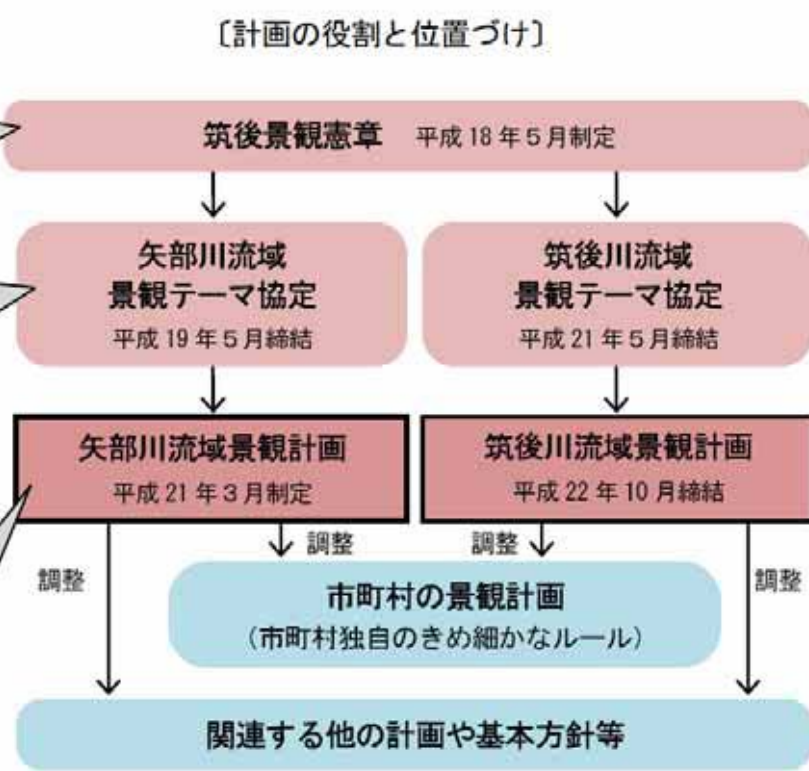 〔計画の役割と位置づけ〕
筑後景観憲章 平成18年5月制定
矢部川流域
景観テーマ協定
平成19年5月締結
筑後川流域
景観テーマ協定
平成21年5月締結
矢部川流域景観計画
平成21年3月制定
筑後川流域景観計画
平成22年10月締結
調整
調整
調整
調整
市町村の景観計画
（市町村独自のきめ細かなルール）
関連する他の計画や基本方針等